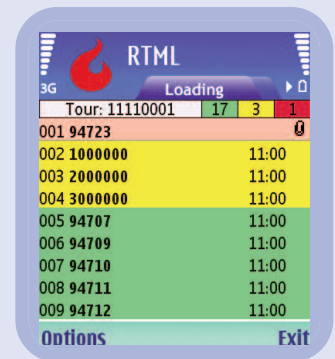 RTML
3G
Loading
Tour: 11110001 17 3 1
001 94723
002 1000000 11:00
003 2000000 11:00
004 3000000 11:00
005 94707 11:00
006 94709 11:00
007 94710 11:00
008 94711 11:00
009 94712 11:00
Options Exit